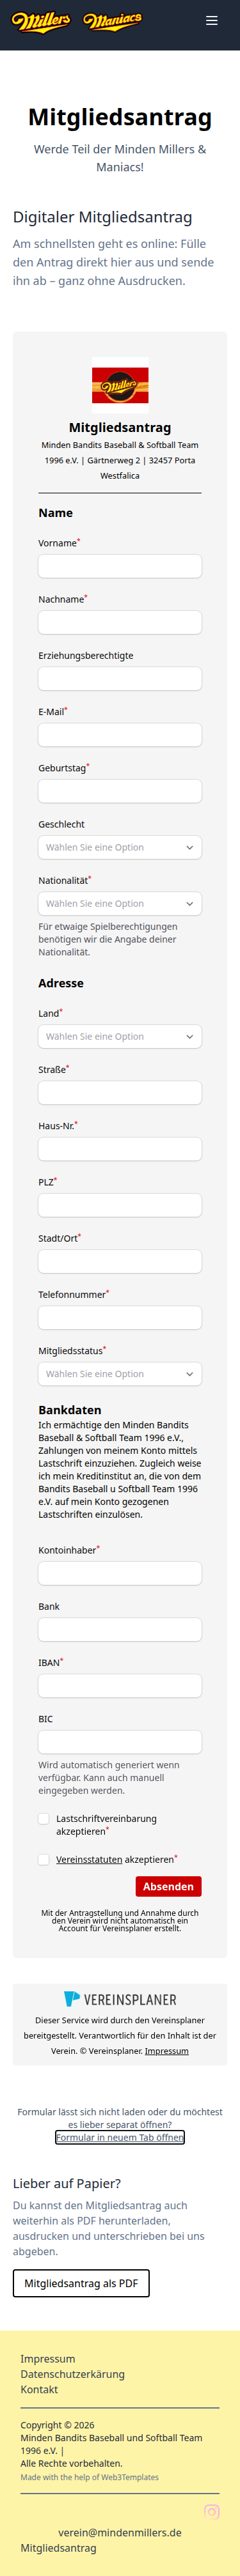 Millers
Maniacs
Mitgliedsantrag
Werde Teil der Minden Millers &
Maniacs!
Digitaler Mitgliedsantrag
Am schnellsten geht es online: Fülle
den Antrag direkt hier aus und sende
ihn ab – ganz ohne Ausdrucken.
Millers
Mitgliedsantrag
Minden Bandits Baseball & Softball Team
1996 e.V. | Gärtnerweg 2 | 32457 Porta
Westfalica
Name
Vorname*
Nachname*
Erziehungsberechtigte
E-Mail*
Geburtstag*
Geschlecht
Wählen Sie eine Option
Nationalität*
Wählen Sie eine Option
Für etwaige Spielberechtigungen
benötigen wir die Angabe deiner
Nationalität.
Adresse
Land*
Wählen Sie eine Option
Straße*
Haus-Nr.*
PLZ*
Stadt/Ort*
Telefonnummer*
Mitgliedsstatus*
Wählen Sie eine Option
Bankdaten
Ich ermächtige den Minden Bandits
Baseball & Softball Team 1996 e.V.,
Zahlungen von meinem Konto mittels
Lastschrift einzuziehen. Zugleich weise
ich mein Kreditinstitut an, die von dem
Bandits Baseball u Softball Team 1996
e.V. auf mein Konto gezogenen
Lastschriften einzulösen.
Kontoinhaber*
Bank
IBAN*
BIC
Wird automatisch generiert wenn
verfügbar. Kann auch manuell
eingegeben werden.
Lastschriftvereinbarung
akzeptieren*
Vereinsstatuten akzeptieren*
Absenden
Mit der Antragstellung und Annahme durch
den Verein wird nicht automatisch ein
Account für Vereinsplaner erstellt.
VEREINSPLANER
Dieser Service wird durch den Vereinsplaner
bereitgestellt. Verantwortlich für den Inhalt ist der
Verein. © Vereinsplaner. Impressum
Formular lässt sich nicht laden oder du möchtest
es lieber separat öffnen?
Formular in neuem Tab öffnen
Lieber auf Papier?
Du kannst den Mitgliedsantrag auch
weiterhin als PDF herunterladen,
ausdrucken und unterschrieben bei uns
abgeben.
Mitgliedsantrag als PDF
Impressum
Datenschutzerkärung
Kontakt
Copyright © 2026
Minden Bandits Baseball und Softball Team
1996 e.V. |
Alle Rechte vorbehalten.
Made with the help of Web3Templates
verein@mindenmillers.de
Mitgliedsantrag